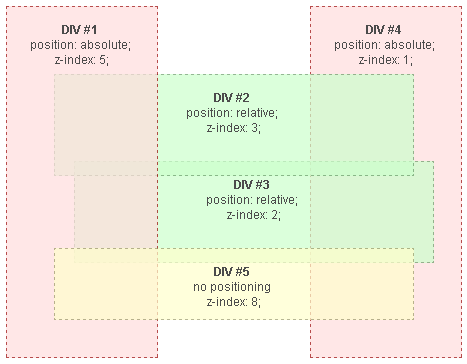 DIV #1
position: absolute;
z-index: 5;
DIV #4
position: absolute;
z-index: 1;
DIV #2
position: relative;
z-index: 3;
DIV #3
position: relative;
z-index: 2;
DIV #5
no positioning
z-index: 8;